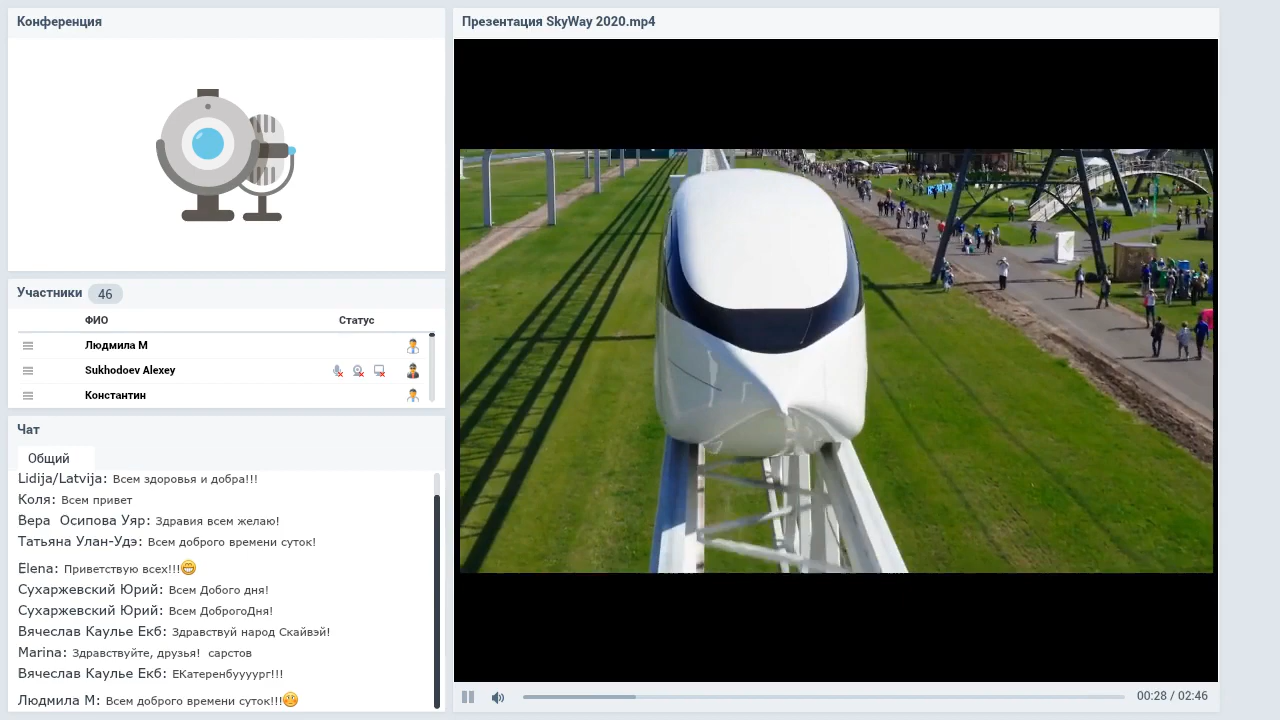 Конференция
Презентация SkyWay 2020.mp4
Участники 46
ФИО Статус
Людмила М
Sukhodoev Alexey
Константин
Чат
Общий
Lidija/Latvija: Всем здоровья и добра!!!
Коля: Всем привет
Вера Осипова Уяр: Здравия всем желаю!
Татьяна Улан-Удэ: Всем доброго времени суток!
Elena: Приветствую всех!!!
Сухаржевский Юрий: Всем Добого дня!
Сухаржевский Юрий: Всем ДоброгоДня!
Вячеслав Каулье Екб: Здравствуй народ Скайвэй!
Marina: Здравствуйте, друзья! сарстов
Вячеслав Каулье Екб: ЕКатеренбуууург!!!
Людмила М: Всем доброго времени суток!!!
00:28 / 02:46